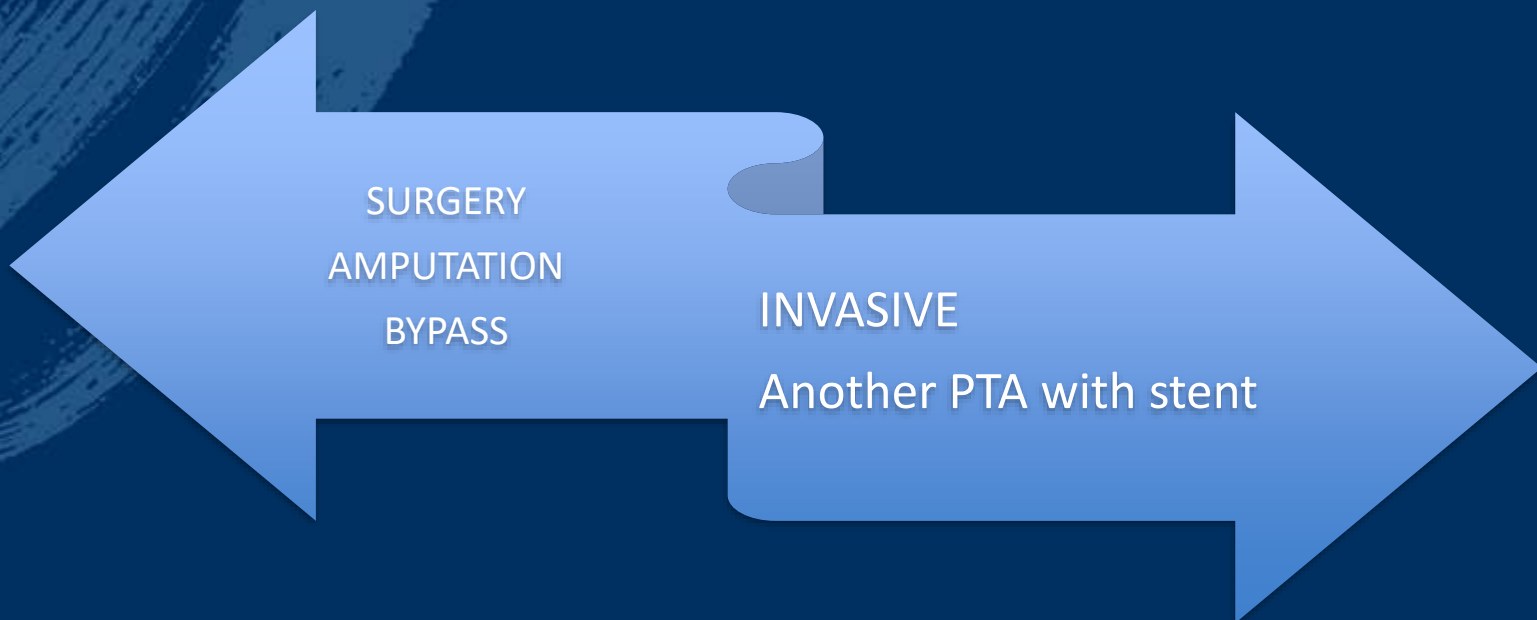 SURGERY
AMPUTATION
BYPASS
INVASIVE
Another PTA with stent